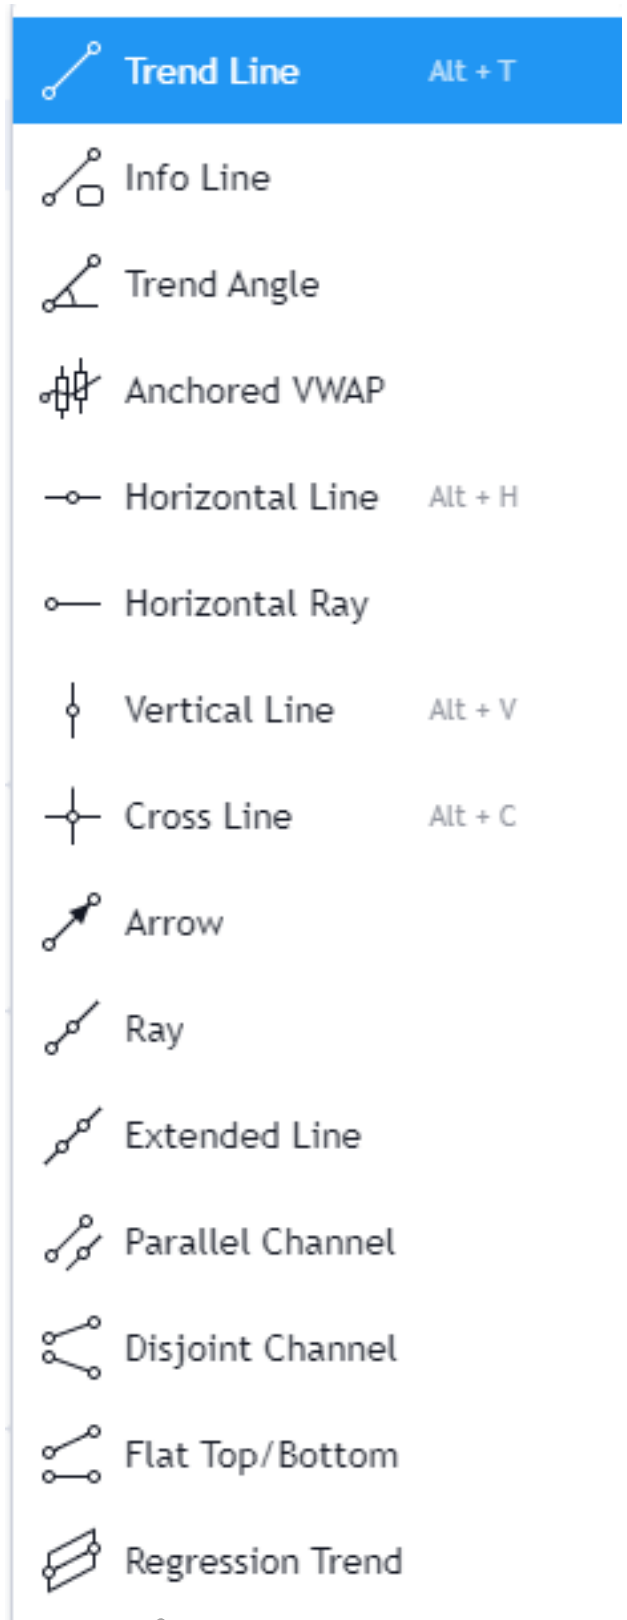 Trend Line Alt + T
Info Line
Trend Angle
Anchored VWAP
Horizontal Line Alt + H
Horizontal Ray
Vertical Line Alt + V
Cross Line Alt + C
Arrow
Ray
Extended Line
Parallel Channel
Disjoint Channel
Flat Top/Bottom
Regression Trend